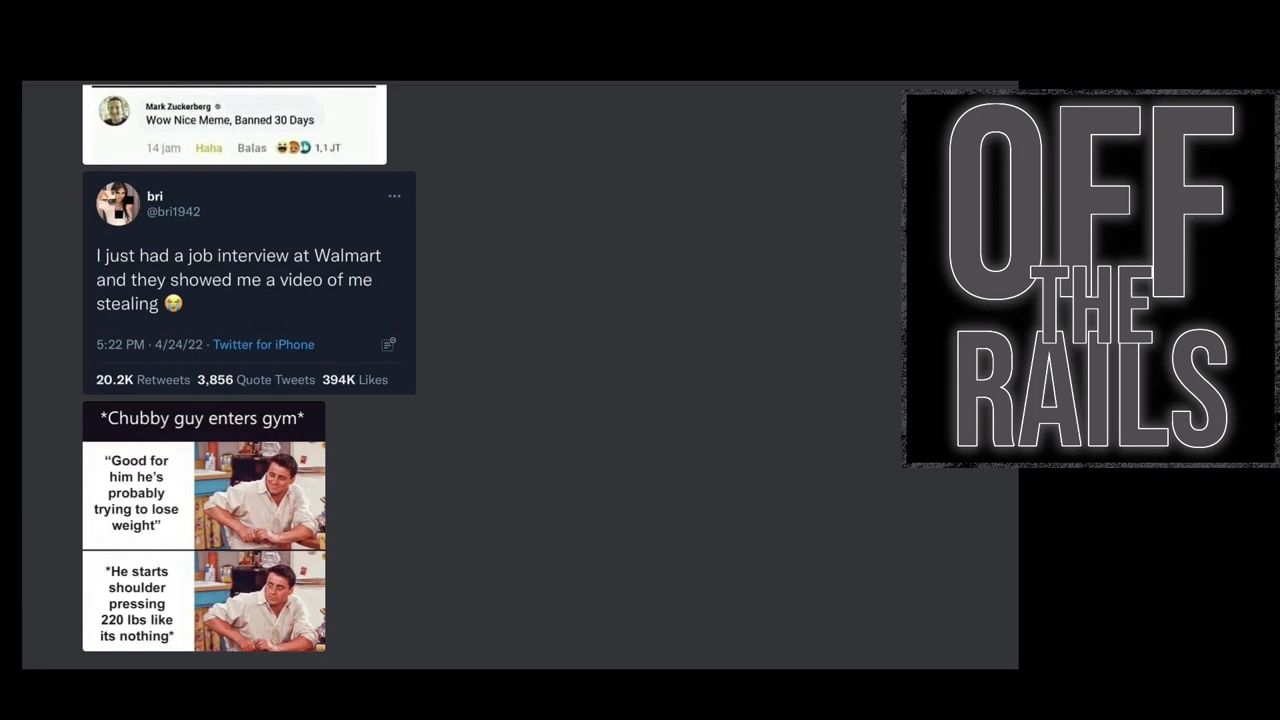 Mark Zuckerberg
Wow Nice Meme, Banned 30 Days
14 jam Haha Balas 1,1 JT
bri
@bri1942
I just had a job interview at Walmart
and they showed me a video of me
stealing 😭
5:22 PM · 4/24/22 · Twitter for iPhone
20.2K Retweets 3,856 Quote Tweets 394K Likes
*Chubby guy enters gym*
“Good for
him he's
probably
trying to lose
weight”
*He starts
shoulder
pressing
220 lbs like
its nothing*
OFF
THE
RAILS